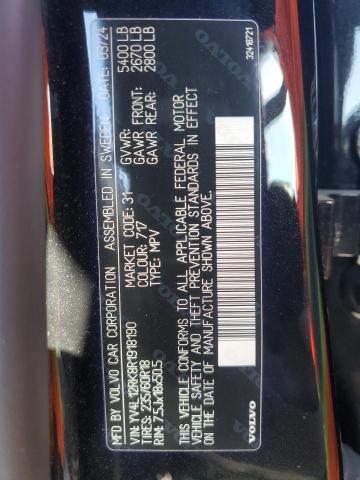 MFD BY VOLVO CAR CORPORATION ASSEMBLED IN SWEDEN DATE: 03/24
VIN: YV4L12RK3R1918190 MARKET CODE: 31 GVWR: 5400 LB
TIRES: 235/60R18 COLOUR: 717 GAWR FRONT: 2670 LB
RIM: 7.5JX18X50.5 TYPE: MPV GAWR REAR: 2800 LB
THIS VEHICLE CONFORMS TO ALL APPLICABLE FEDERAL MOTOR
VEHICLE SAFETY AND THEFT PREVENTION STANDARDS IN EFFECT
ON THE DATE OF MANUFACTURE SHOWN ABOVE.
VOLVO 32418721